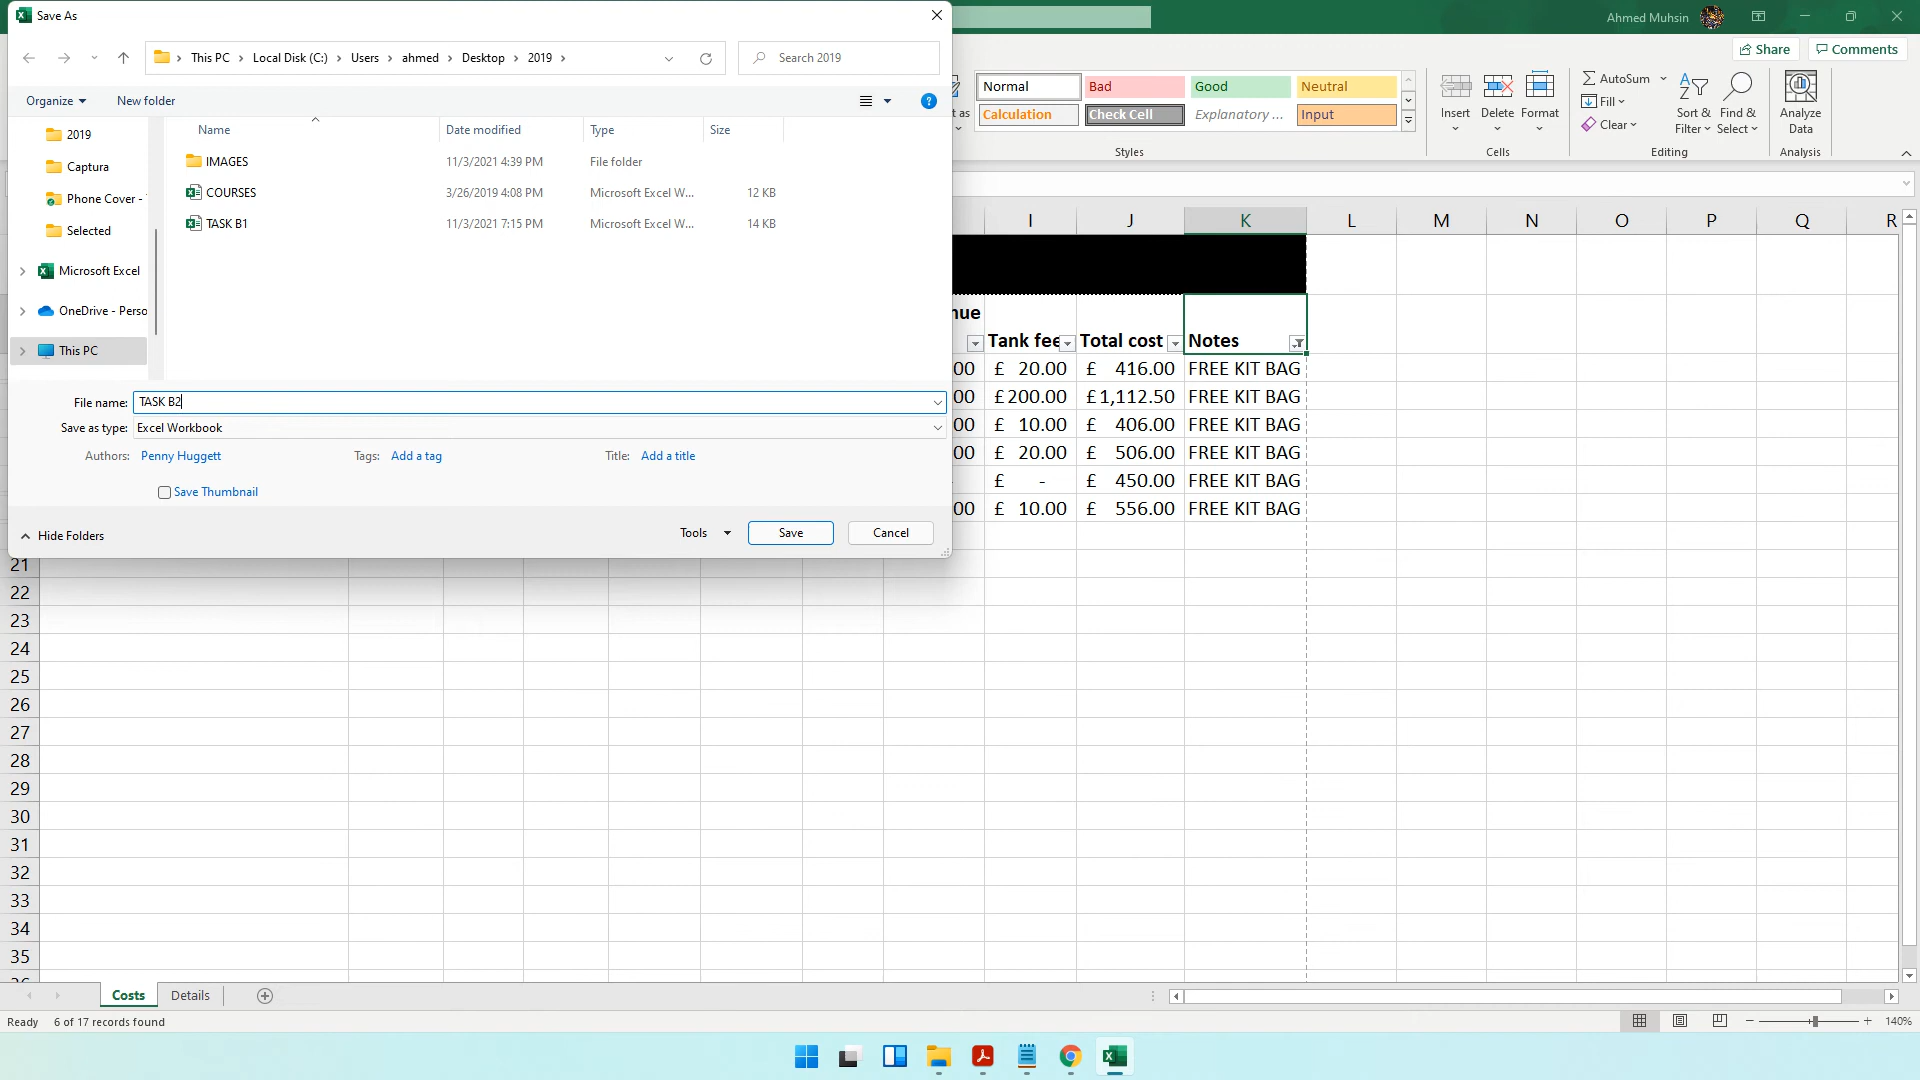 Save As
Ahmed Muhsin
This PC > Local Disk (C:) > Users > ahmed > Desktop > 2019 >
Search 2019
Share
Comments
Organize
New folder
Name
Date modified
Type
Size
2019
Captura
Phone Cover -
Selected
Microsoft Excel
OneDrive - Perso
This PC
IMAGES 11/3/2021 4:39 PM File folder
COURSES 3/26/2019 4:08 PM Microsoft Excel W... 12 KB
TASK B1 11/3/2021 7:15 PM Microsoft Excel W... 14 KB
File name: TASK B2
Save as type: Excel Workbook
Authors: Penny Huggett Tags: Add a tag Title: Add a title
Save Thumbnail
Hide Folders
Tools
Save
Cancel
as
Normal Bad Good Neutral
Calculation Check Cell Explanatory ... Input
Styles
Insert Delete Format
Cells
AutoSum
Fill
Clear
Sort & Filter
Find & Select
Editing
Analyze Data
Analysis
I J K L M N O P Q R
nue
Tank fee Total cost Notes
00 £ 20.00 £ 416.00 FREE KIT BAG
00 £ 200.00 £ 1,112.50 FREE KIT BAG
00 £ 10.00 £ 406.00 FREE KIT BAG
00 £ 20.00 £ 506.00 FREE KIT BAG
- £ - £ 450.00 FREE KIT BAG
00 £ 10.00 £ 556.00 FREE KIT BAG
21
22
23
24
25
26
27
28
29
30
31
32
33
34
35
Costs Details
Ready 6 of 17 records found
140%